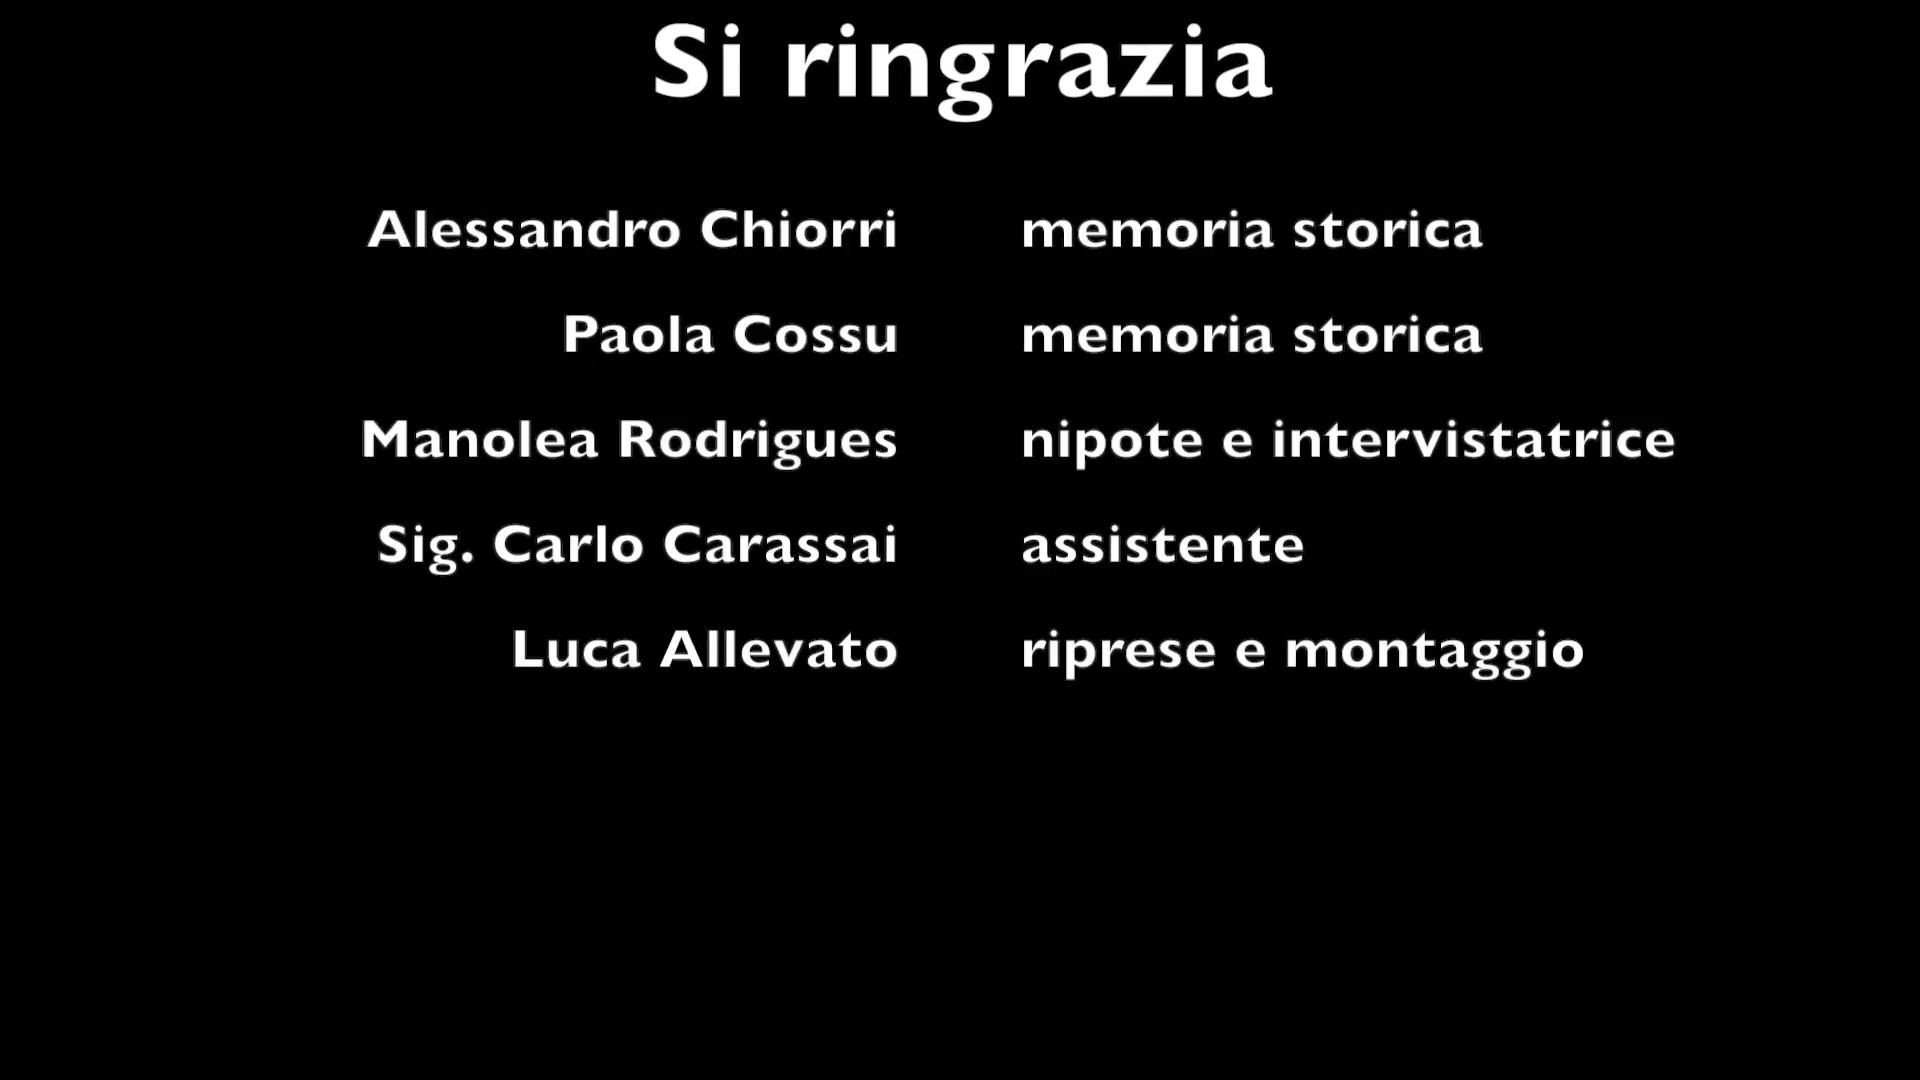 Si ringrazia
Alessandro Chiorri memoria storica
Paola Cossu memoria storica
Manolea Rodrigues nipote e intervistatrice
Sig. Carlo Carassai assistente
Luca Allevato riprese e montaggio